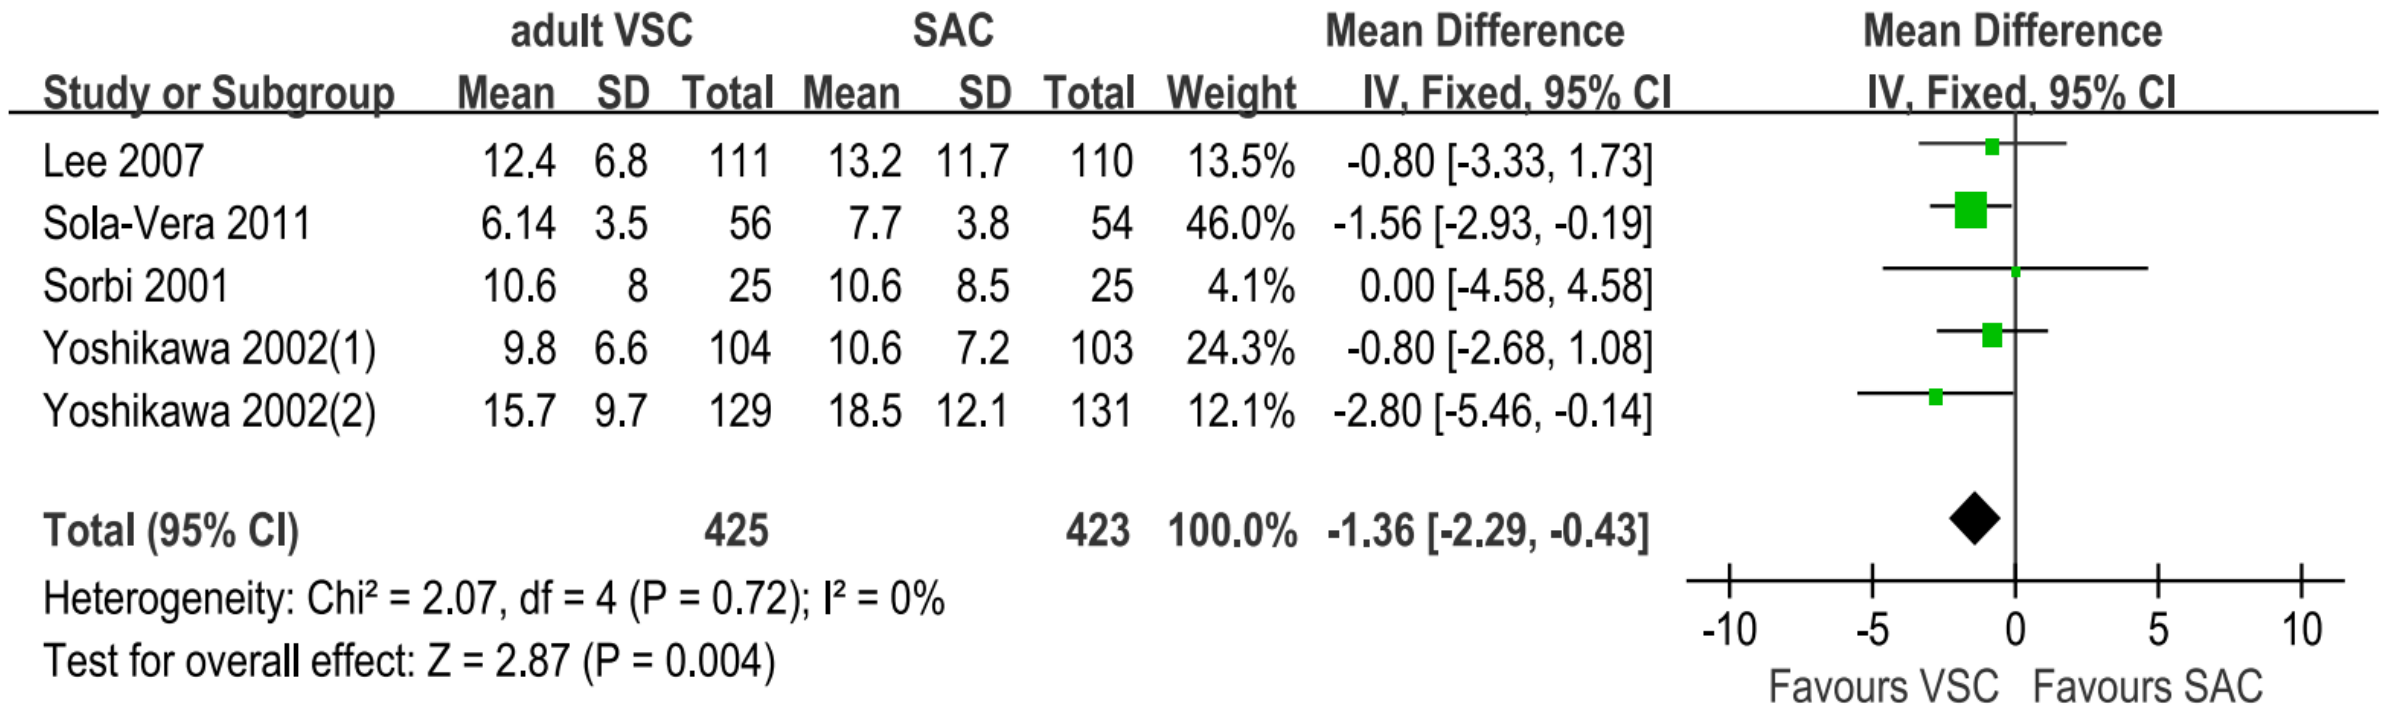 adult VSC SAC Mean Difference Mean Difference
Study or Subgroup Mean SD Total Mean SD Total Weight IV, Fixed, 95% CI IV, Fixed, 95% CI
Lee 2007 12.4 6.8 111 13.2 11.7 110 13.5% -0.80 [-3.33, 1.73]
Sola-Vera 2011 6.14 3.5 56 7.7 3.8 54 46.0% -1.56 [-2.93, -0.19]
Sorbi 2001 10.6 8 25 10.6 8.5 25 4.1% 0.00 [-4.58, 4.58]
Yoshikawa 2002(1) 9.8 6.6 104 10.6 7.2 103 24.3% -0.80 [-2.68, 1.08]
Yoshikawa 2002(2) 15.7 9.7 129 18.5 12.1 131 12.1% -2.80 [-5.46, -0.14]
Total (95% CI) 425 423 100.0% -1.36 [-2.29, -0.43]
Heterogeneity: Chi² = 2.07, df = 4 (P = 0.72); I² = 0%
Test for overall effect: Z = 2.87 (P = 0.004)
-10 -5 0 5 10
Favours VSC Favours SAC